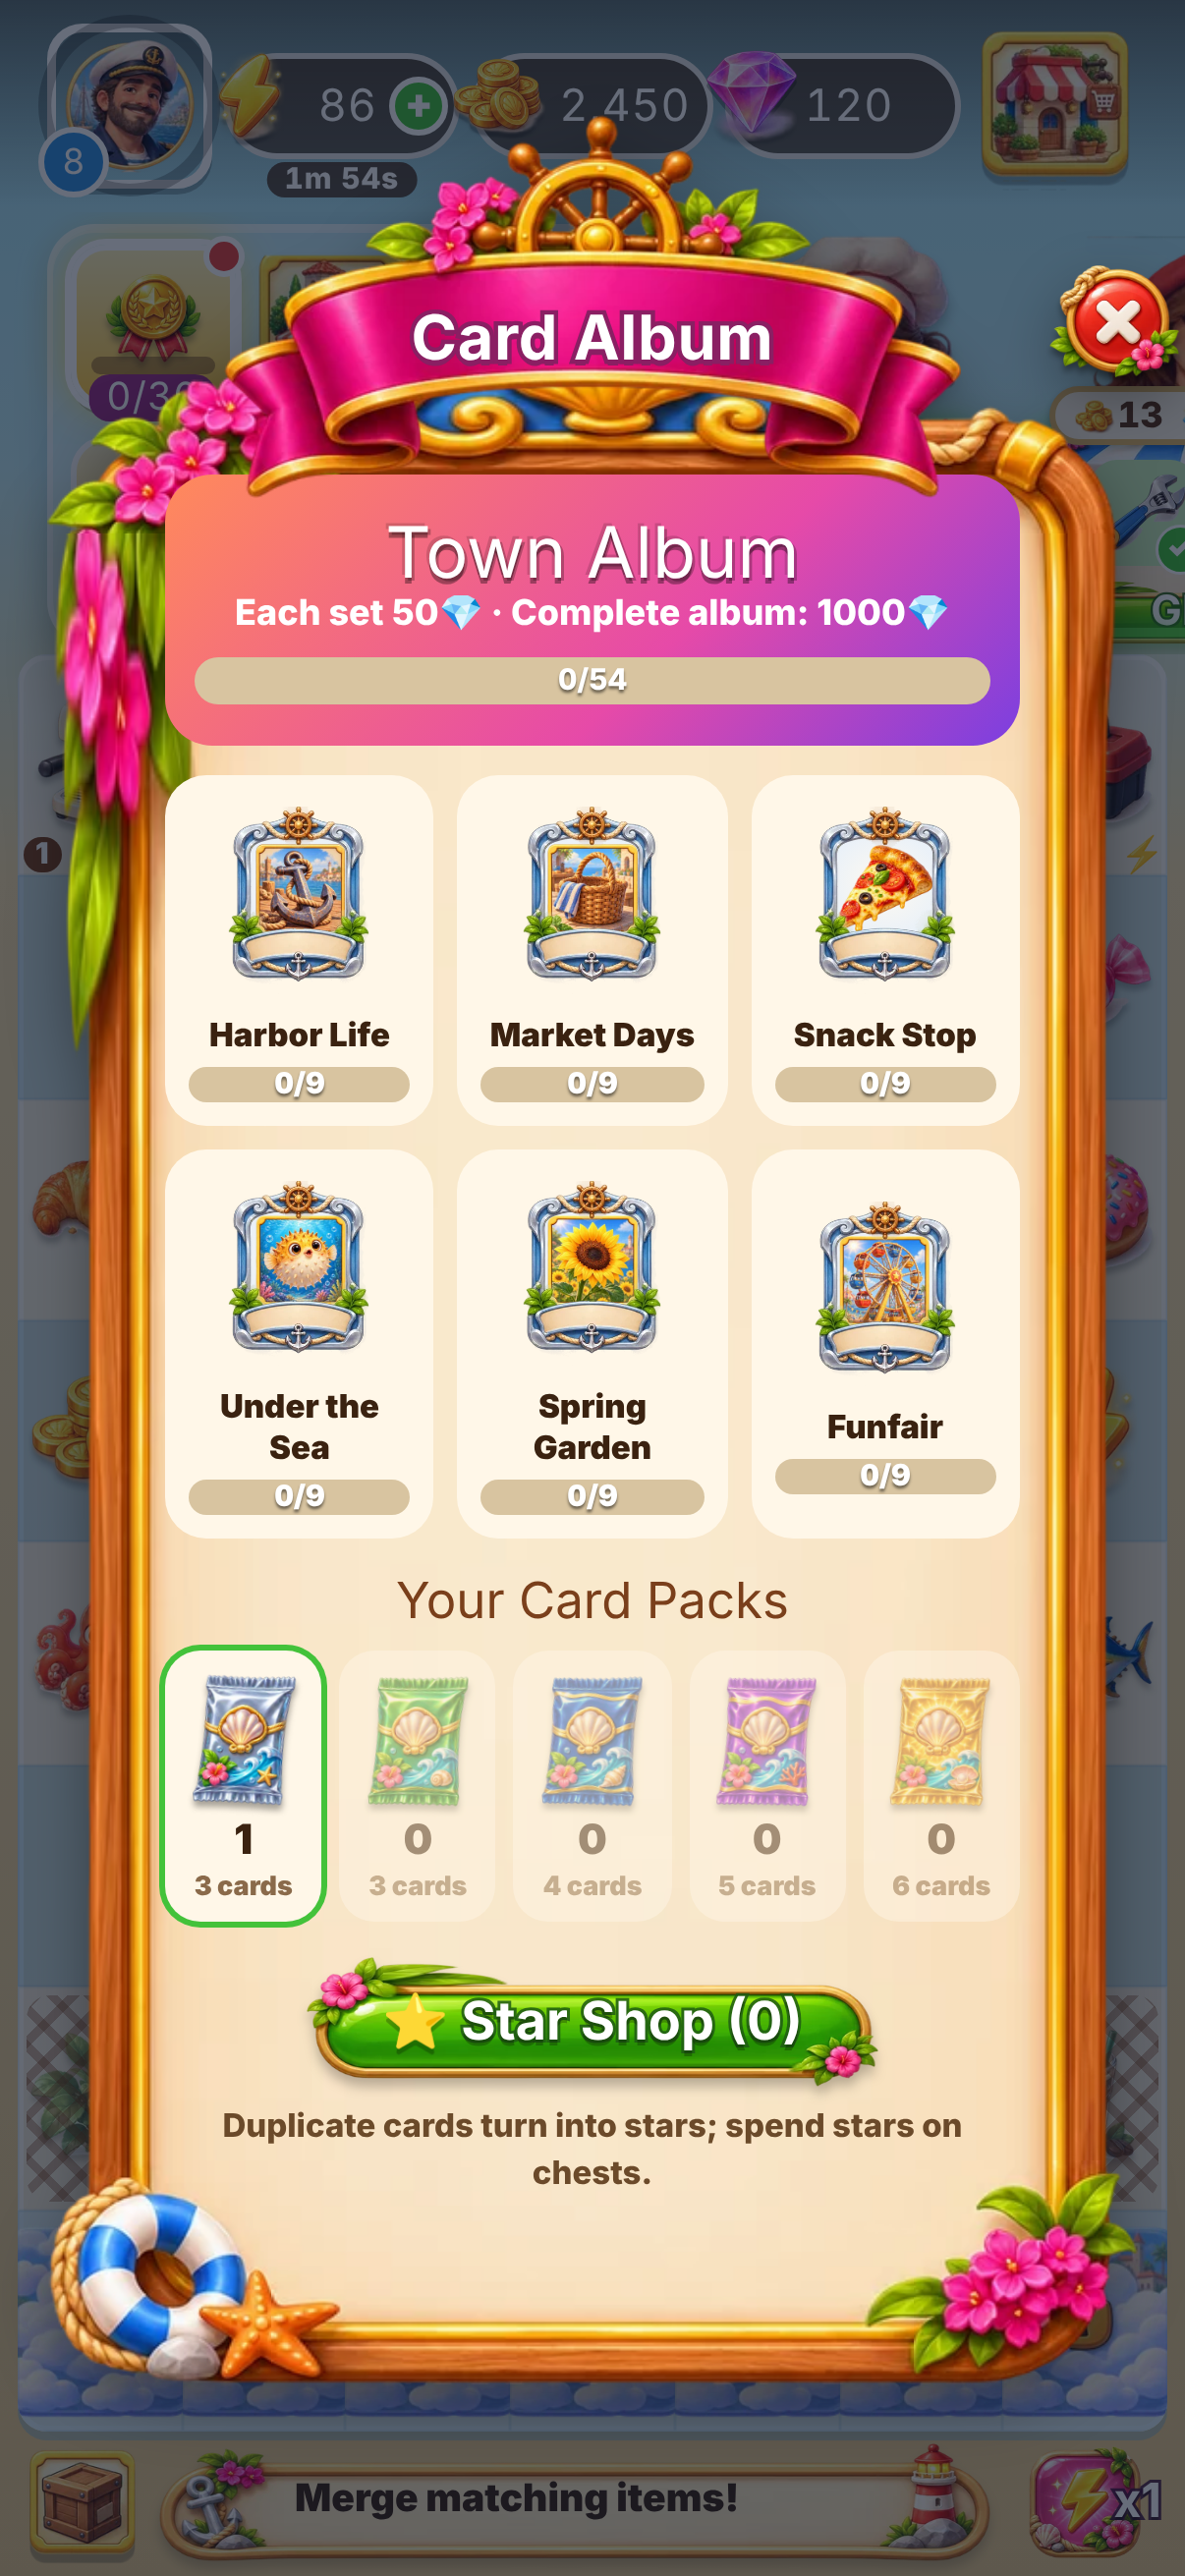 86
2,450
120
8
1m 54s
Card Album
13
Town Album
Each set 50💎 · Complete album: 1000💎
0/54
1
Harbor Life
Market Days
Snack Stop
0/9
0/9
0/9
Under the
Sea
Spring
Garden
Funfair
0/9
0/9
0/9
Your Card Packs
1
0
0
0
0
3 cards
3 cards
4 cards
5 cards
6 cards
⭐ Star Shop (0)
Duplicate cards turn into stars; spend stars on
chests.
Merge matching items!
x1